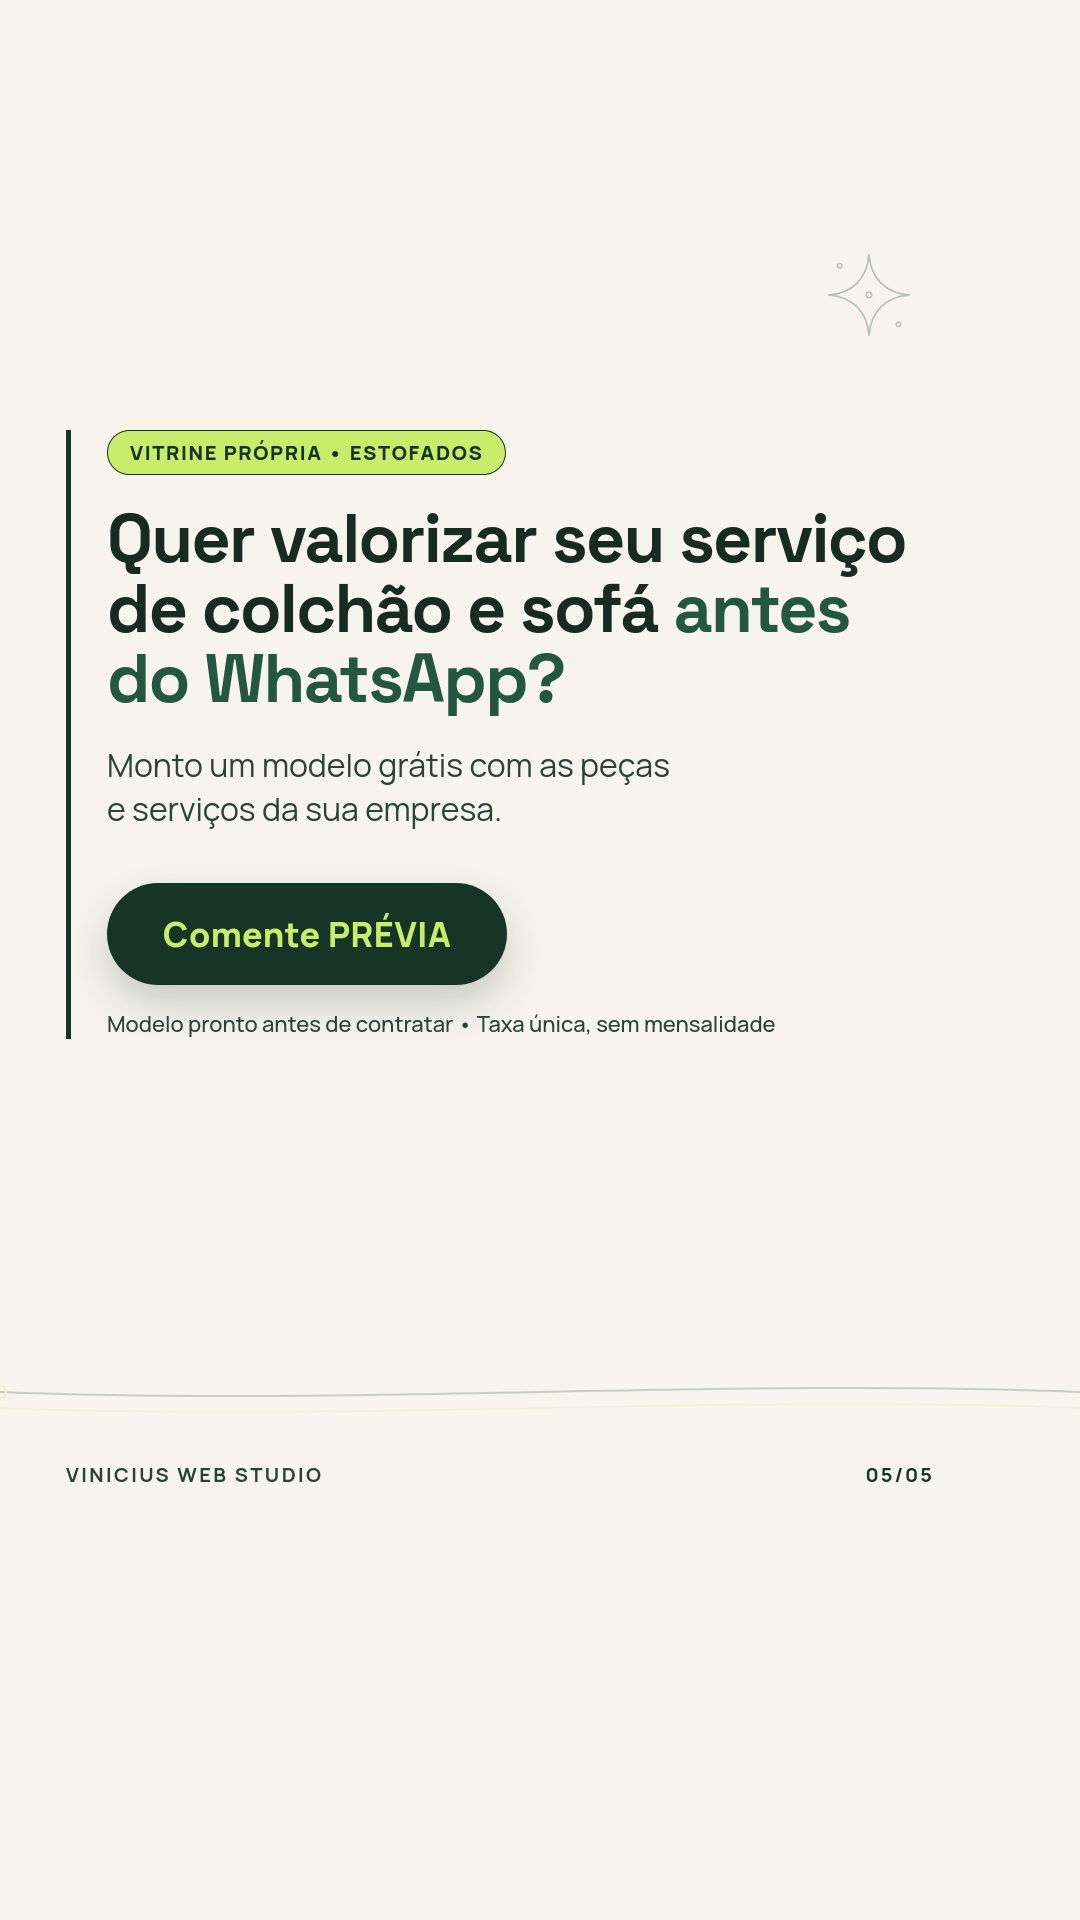 VITRINE PRÓPRIA • ESTOFADOS
Quer valorizar seu serviço
de colchão e sofá antes
do WhatsApp?
Monto um modelo grátis com as peças
e serviços da sua empresa.
Comente PRÉVIA
Modelo pronto antes de contratar • Taxa única, sem mensalidade
VINICIUS WEB STUDIO
05/05